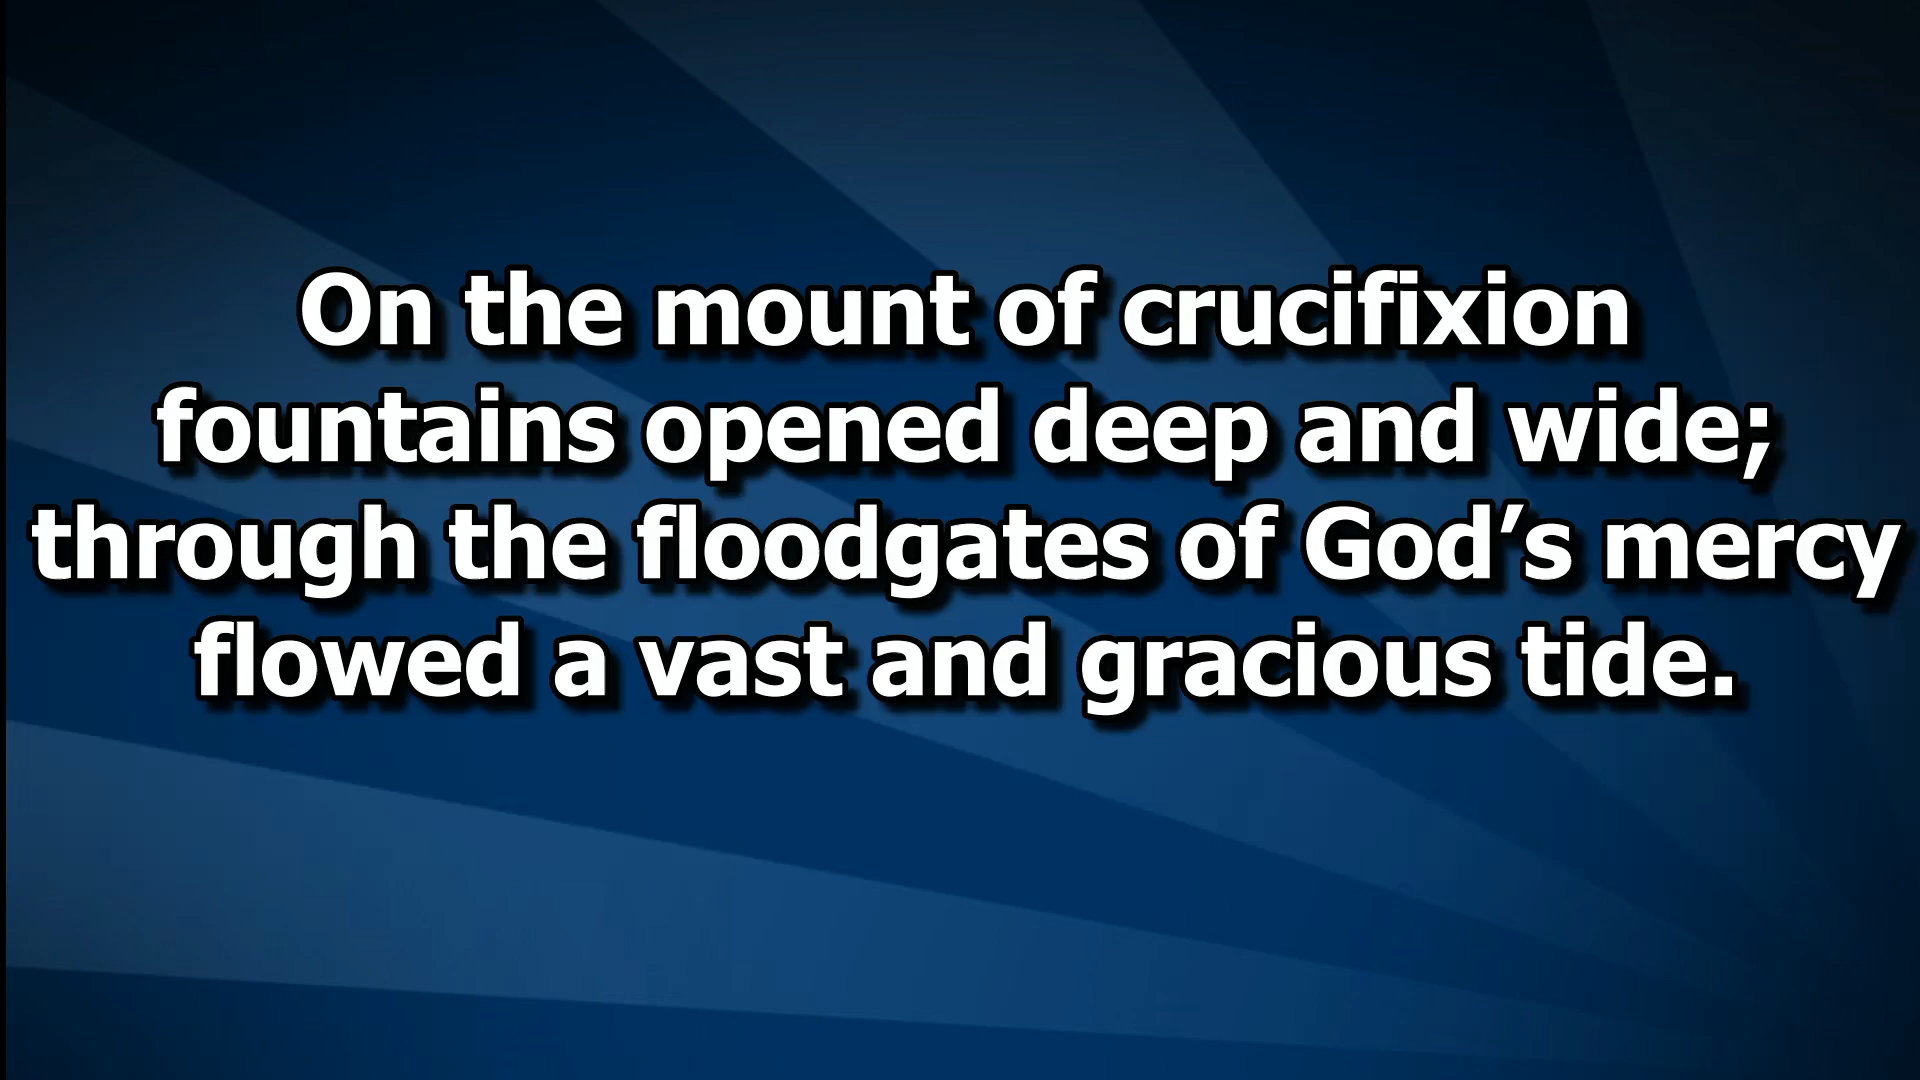 On the mount of crucifixion
fountains opened deep and wide;
through the floodgates of God’s mercy
flowed a vast and gracious tide.